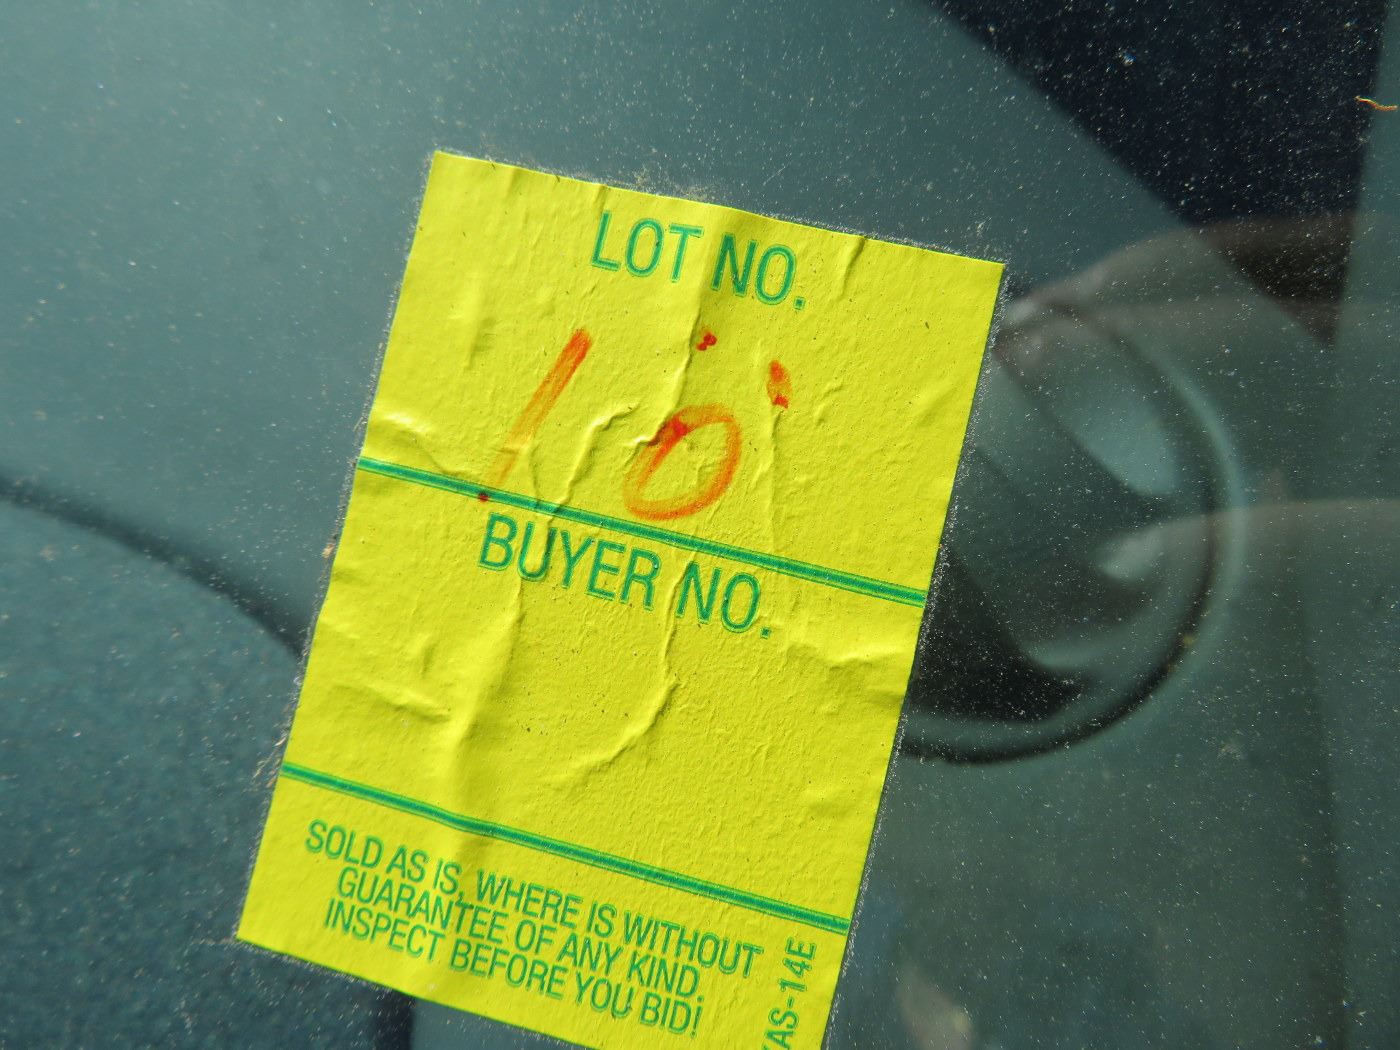 LOT NO.
10
BUYER NO.
SOLD AS IS, WHERE IS WITHOUT
GUARANTEE OF ANY KIND.
INSPECT BEFORE YOU BID!
AS-14E